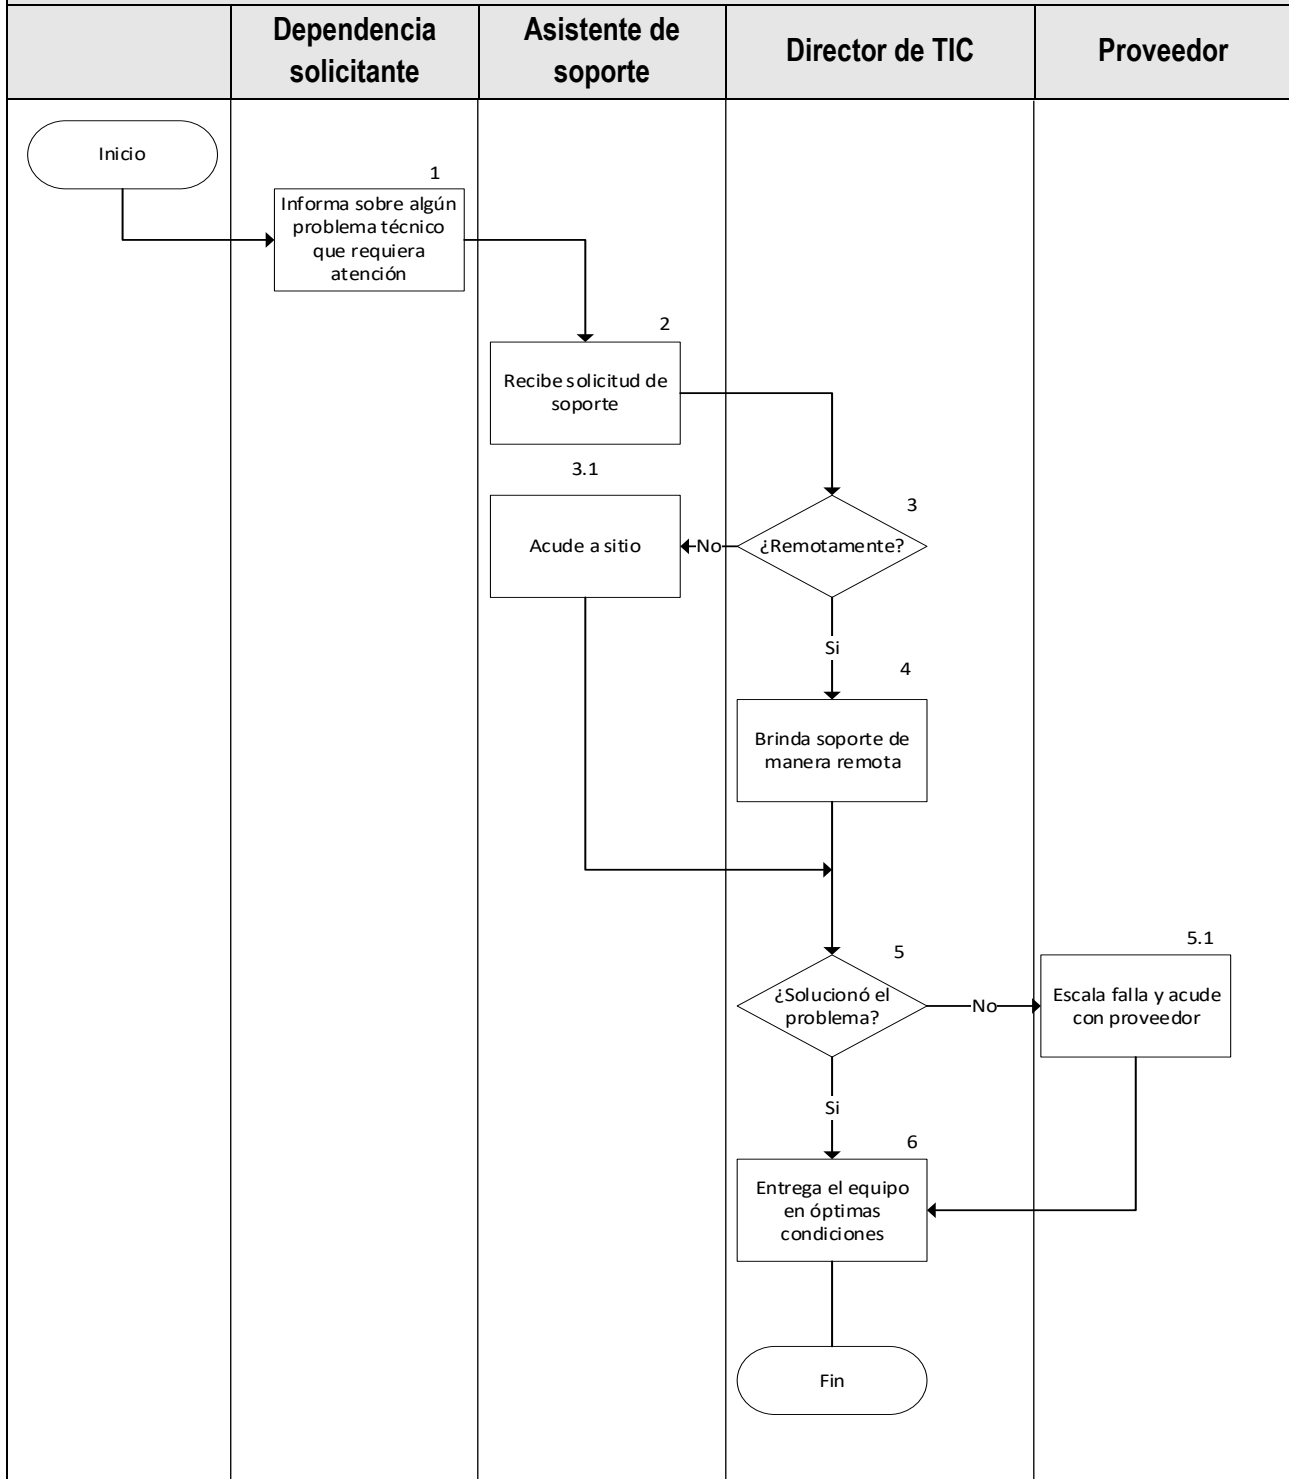 Dependencia
solicitante
Asistente de
soporte
Director de TIC
Proveedor
Inicio
1
Informa sobre algún
problema técnico
que requiera
atención
2
Recibe solicitud de
soporte
3.1
Acude a sitio
No
3
¿Remotamente?
Si
4
Brinda soporte de
manera remota
5
¿Solucionó el
problema?
No
5.1
Escala falla y acude
con proveedor
Si
6
Entrega el equipo
en óptimas
condiciones
Fin